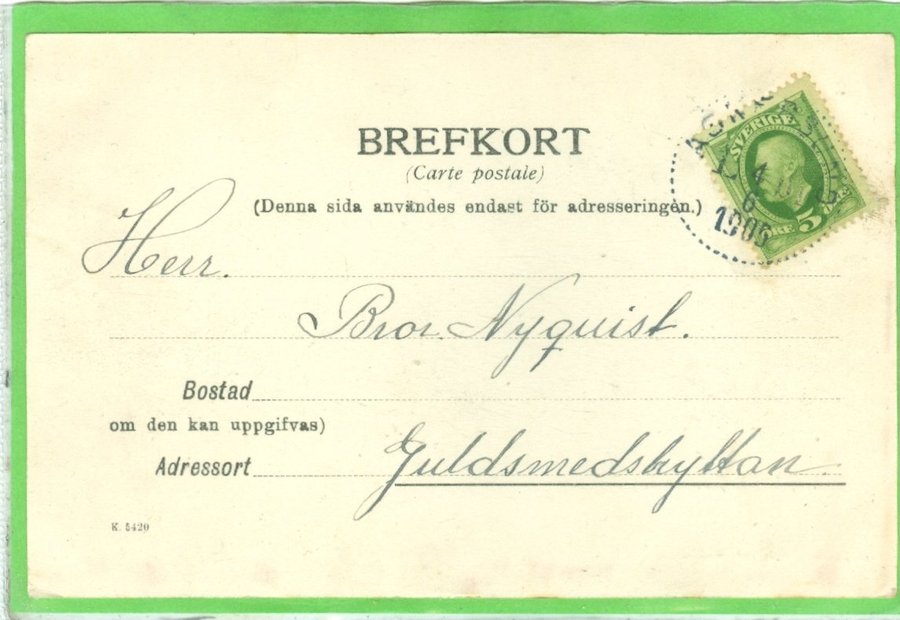 BREFKORT
(Carte postale)
(Denna sida användes endast för adresseringen.)
SVERIGE
5 ÖRE
1905
Herr.
Bror. Nyquist.
Bostad
om den kan uppgifvas)
Adressort
Guldsmedshyttan.
K. 5420